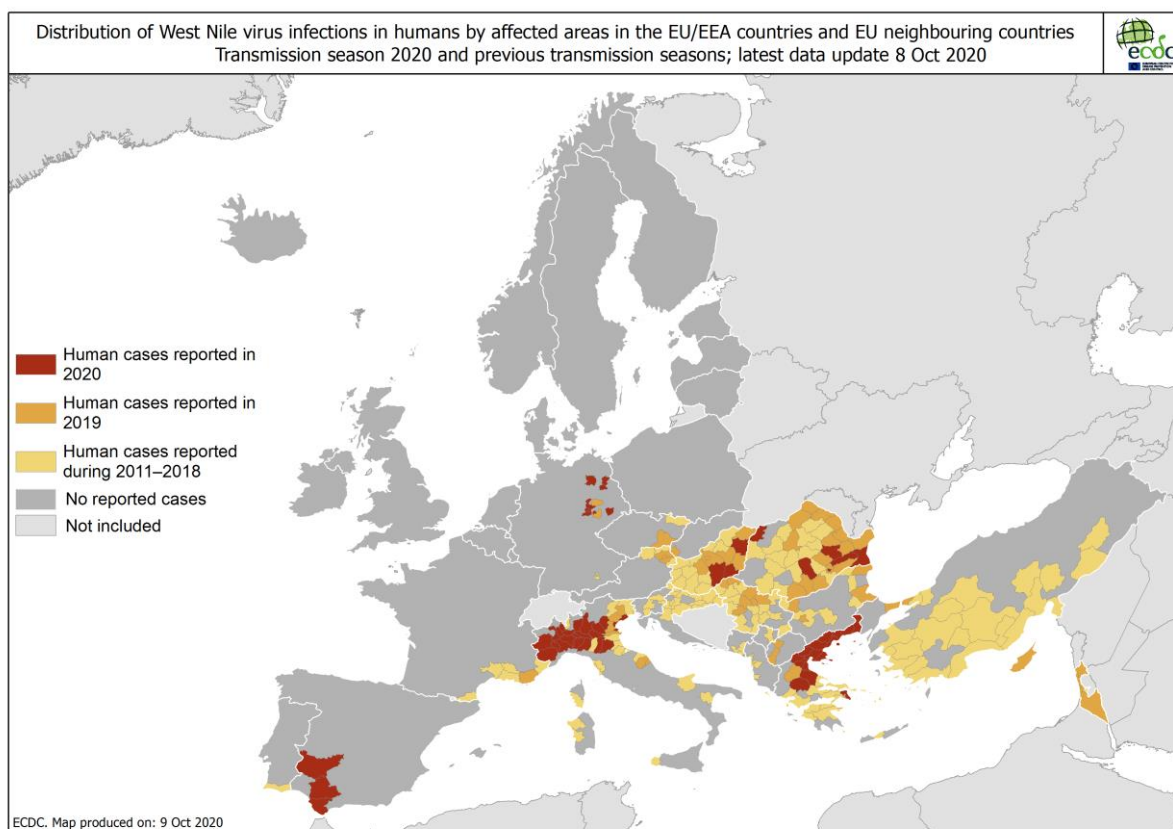 Distribution of West Nile virus infections in humans by affected areas in the EU/EEA countries and EU neighbouring countries
Transmission season 2020 and previous transmission seasons; latest data update 8 Oct 2020
ecdc
Human cases reported in
2020
Human cases reported in
2019
Human cases reported
during 2011–2018
No reported cases
Not included
ECDC. Map produced on: 9 Oct 2020